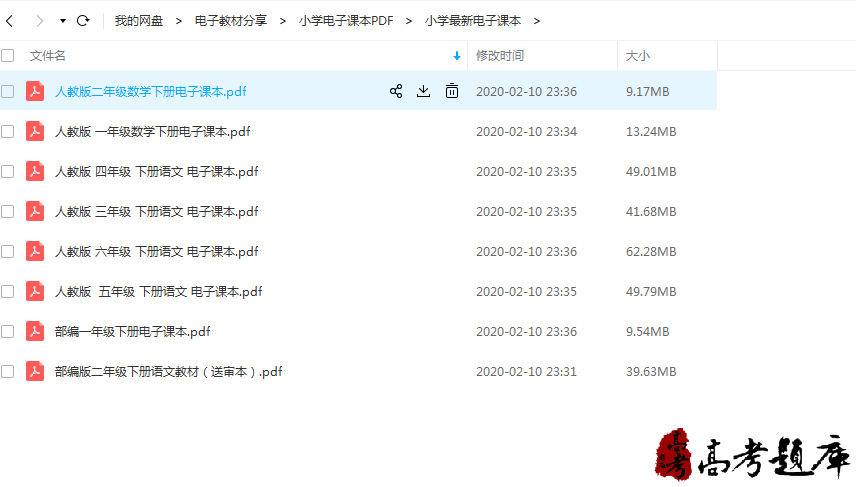 我的网盘 > 电子教材分享 > 小学电子课本PDF > 小学最新电子课本 >
文件名 修改时间 大小
人教版二年级数学下册电子课本.pdf 2020-02-10 23:36 9.17MB
人教版 一年级数学下册电子课本.pdf 2020-02-10 23:34 13.24MB
人教版 四年级 下册语文 电子课本.pdf 2020-02-10 23:35 49.01MB
人教版 三年级 下册语文 电子课本.pdf 2020-02-10 23:35 41.68MB
人教版 六年级 下册语文 电子课本.pdf 2020-02-10 23:36 62.28MB
人教版  五年级 下册语文 电子课本.pdf 2020-02-10 23:35 49.79MB
部编一年级下册电子课本.pdf 2020-02-10 23:36 9.54MB
部编版二年级下册语文教材（送审本）.pdf 2020-02-10 23:31 39.63MB
高考 高考题库